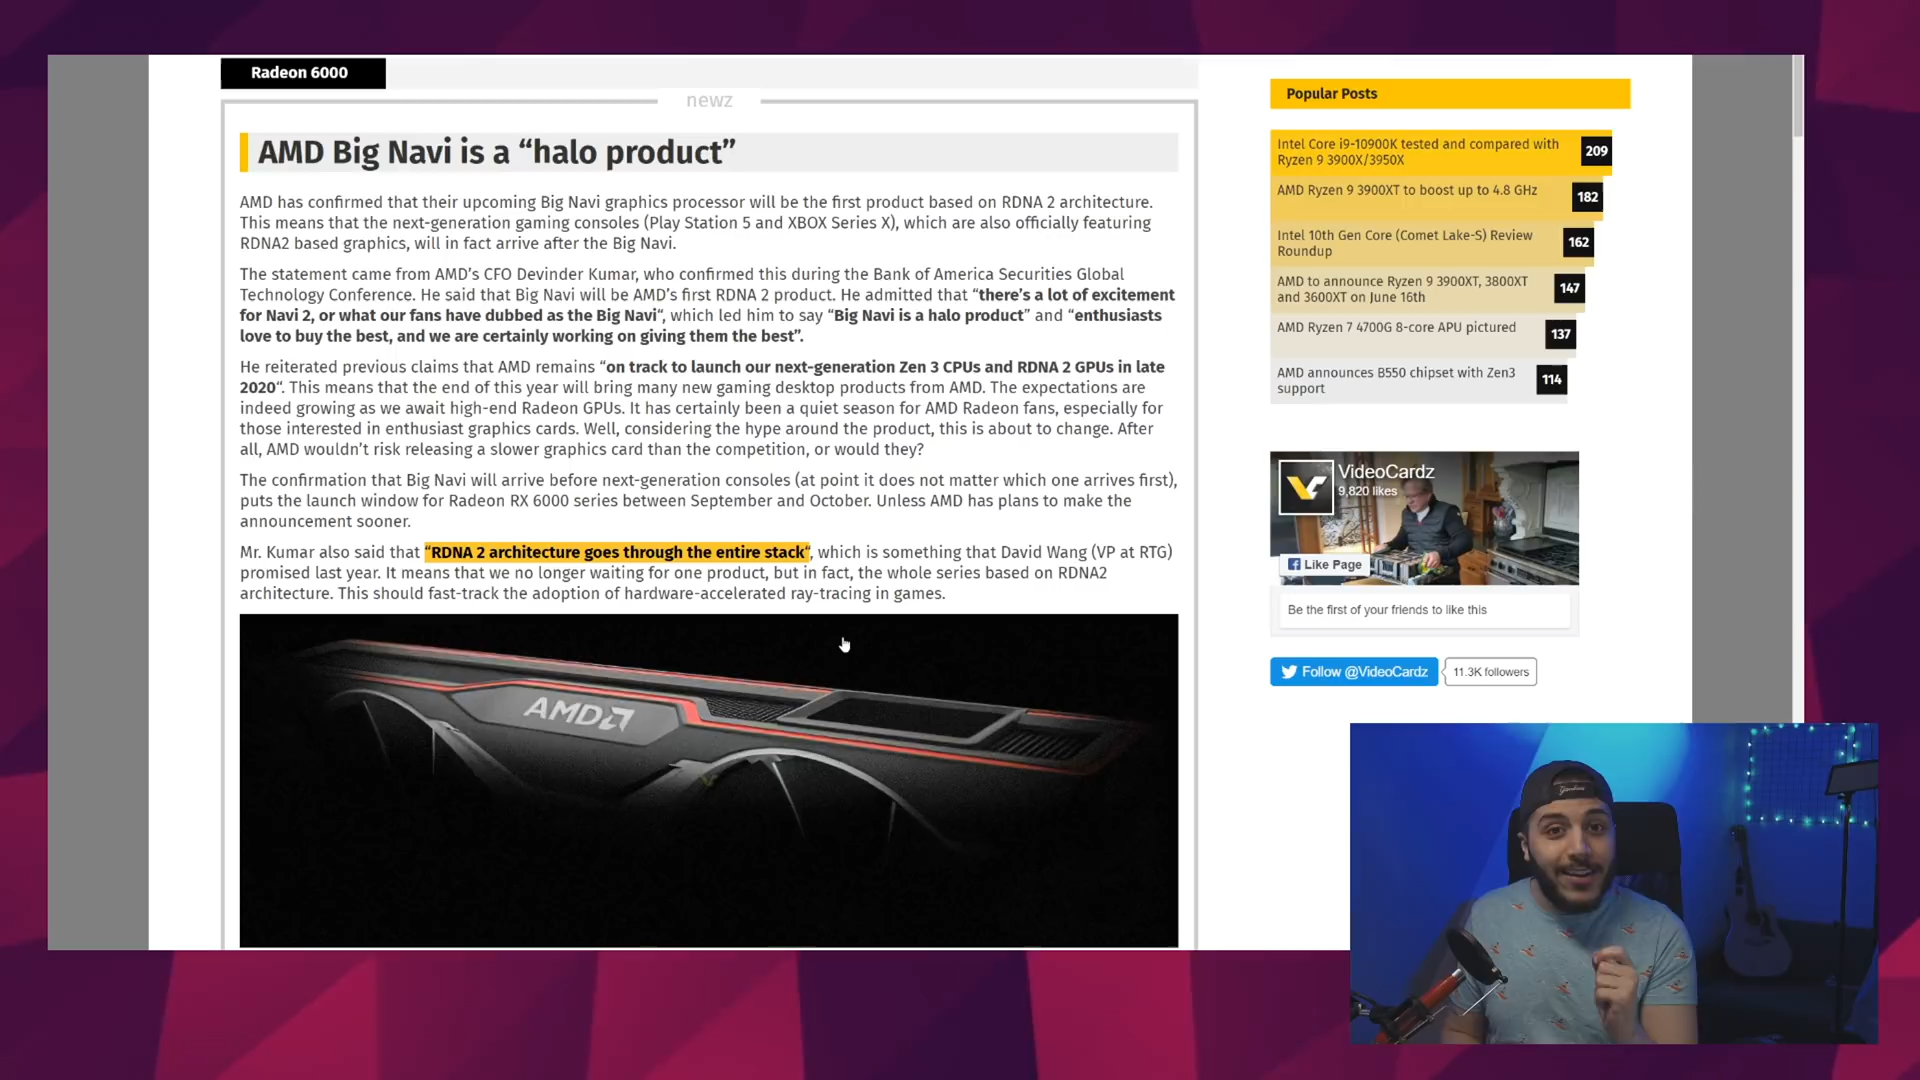 Radeon 6000
newz
AMD Big Navi is a “halo product”
AMD has confirmed that their upcoming Big Navi graphics processor will be the first product based on RDNA 2 architecture.
This means that the next-generation gaming consoles (Play Station 5 and XBOX Series X), which are also officially featuring
RDNA2 based graphics, will in fact arrive after the Big Navi.
The statement came from AMD’s CFO Devinder Kumar, who confirmed this during the Bank of America Securities Global
Technology Conference. He said that Big Navi will be AMD’s first RDNA 2 product. He admitted that “there’s a lot of excitement
for Navi 2, or what our fans have dubbed as the Big Navi“, which led him to say “Big Navi is a halo product” and “enthusiasts
love to buy the best, and we are certainly working on giving them the best”.
He reiterated previous claims that AMD remains “on track to launch our next-generation Zen 3 CPUs and RDNA 2 GPUs in late
2020“. This means that the end of this year will bring many new gaming desktop products from AMD. The expectations are
indeed growing as we await high-end Radeon GPUs. It has certainly been a quiet season for AMD Radeon fans, especially for
those interested in enthusiast graphics cards. Well, considering the hype around the product, this is about to change. After
all, AMD wouldn’t risk releasing a slower graphics card than the competition, or would they?
The confirmation that Big Navi will arrive before next-generation consoles (at point it does not matter which one arrives first),
puts the launch window for Radeon RX 6000 series between September and October. Unless AMD has plans to make the
announcement sooner.
Mr. Kumar also said that “RDNA 2 architecture goes through the entire stack“, which is something that David Wang (VP at RTG)
promised last year. It means that we no longer waiting for one product, but in fact, the whole series based on RDNA2
architecture. This should fast-track the adoption of hardware-accelerated ray-tracing in games.
AMD
Popular Posts
Intel Core i9-10900K tested and compared with
Ryzen 9 3900X/3950X
209
AMD Ryzen 9 3900XT to boost up to 4.8 GHz
182
Intel 10th Gen Core (Comet Lake-S) Review
Roundup
162
AMD to announce Ryzen 9 3900XT, 3800XT
and 3600XT on June 16th
147
AMD Ryzen 7 4700G 8-core APU pictured
137
AMD announces B550 chipset with Zen3
support
114
VideoCardz
9,820 likes
Like Page
Be the first of your friends to like this
Follow @VideoCardz
11.3K followers